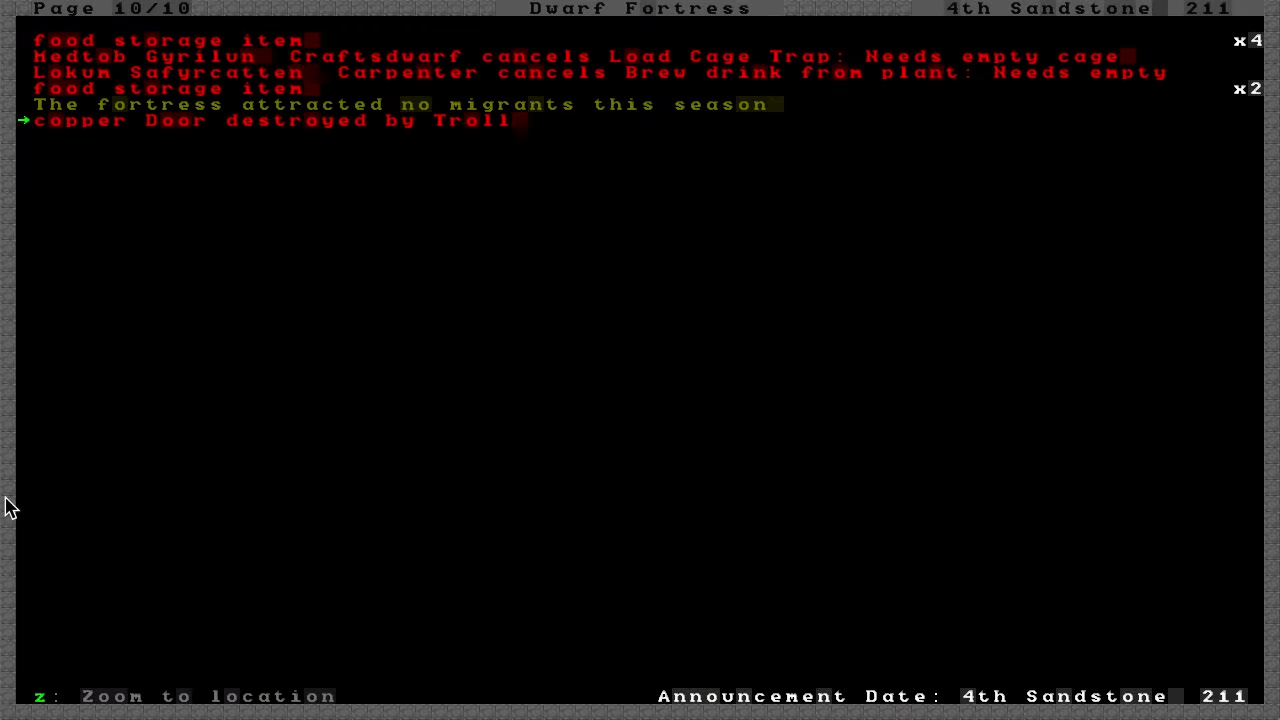 Page 10/10 Dwarf Fortress 4th Sandstone 211
food storage item x4
Medtob Gyrilun Craftsdwarf cancels Load Cage Trap: Needs empty cage
Lokum Safyrcatten Carpenter cancels Brew drink from plant: Needs empty
food storage item x2
The fortress attracted no migrants this season
→copper Door destroyed by Troll
z: Zoom to location Announcement Date: 4th Sandstone 211